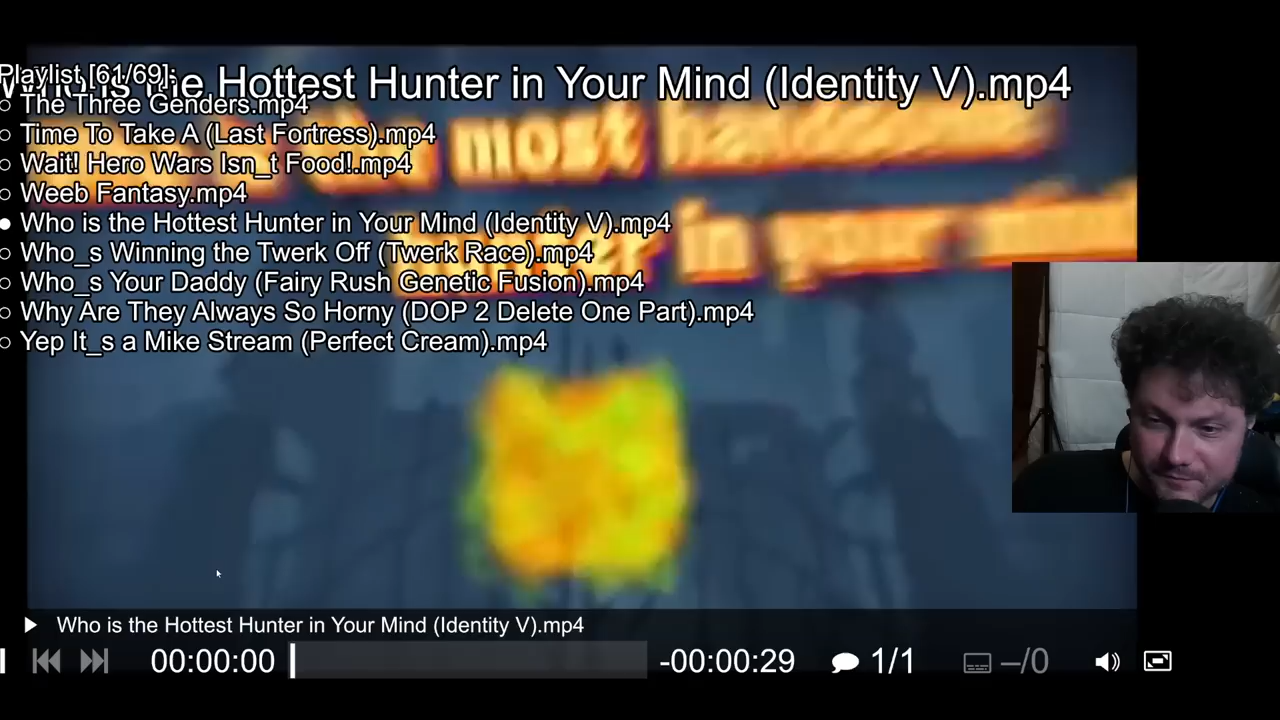 Playlist [61/69]:
Who is the Hottest Hunter in Your Mind (Identity V).mp4
○ The Three Genders.mp4
○ Time To Take A (Last Fortress).mp4
the most handsome
○ Wait! Hero Wars Isn_t Food!.mp4
○ Weeb Fantasy.mp4
● Who is the Hottest Hunter in Your Mind (Identity V).mp4
in your mind
○ Who_s Winning the Twerk Off (Twerk Race).mp4
○ Who_s Your Daddy (Fairy Rush Genetic Fusion).mp4
○ Why Are They Always So Horny (DOP 2 Delete One Part).mp4
○ Yep It_s a Mike Stream (Perfect Cream).mp4
Who is the Hottest Hunter in Your Mind (Identity V).mp4
00:00:00 -00:00:29 1/1 –/0